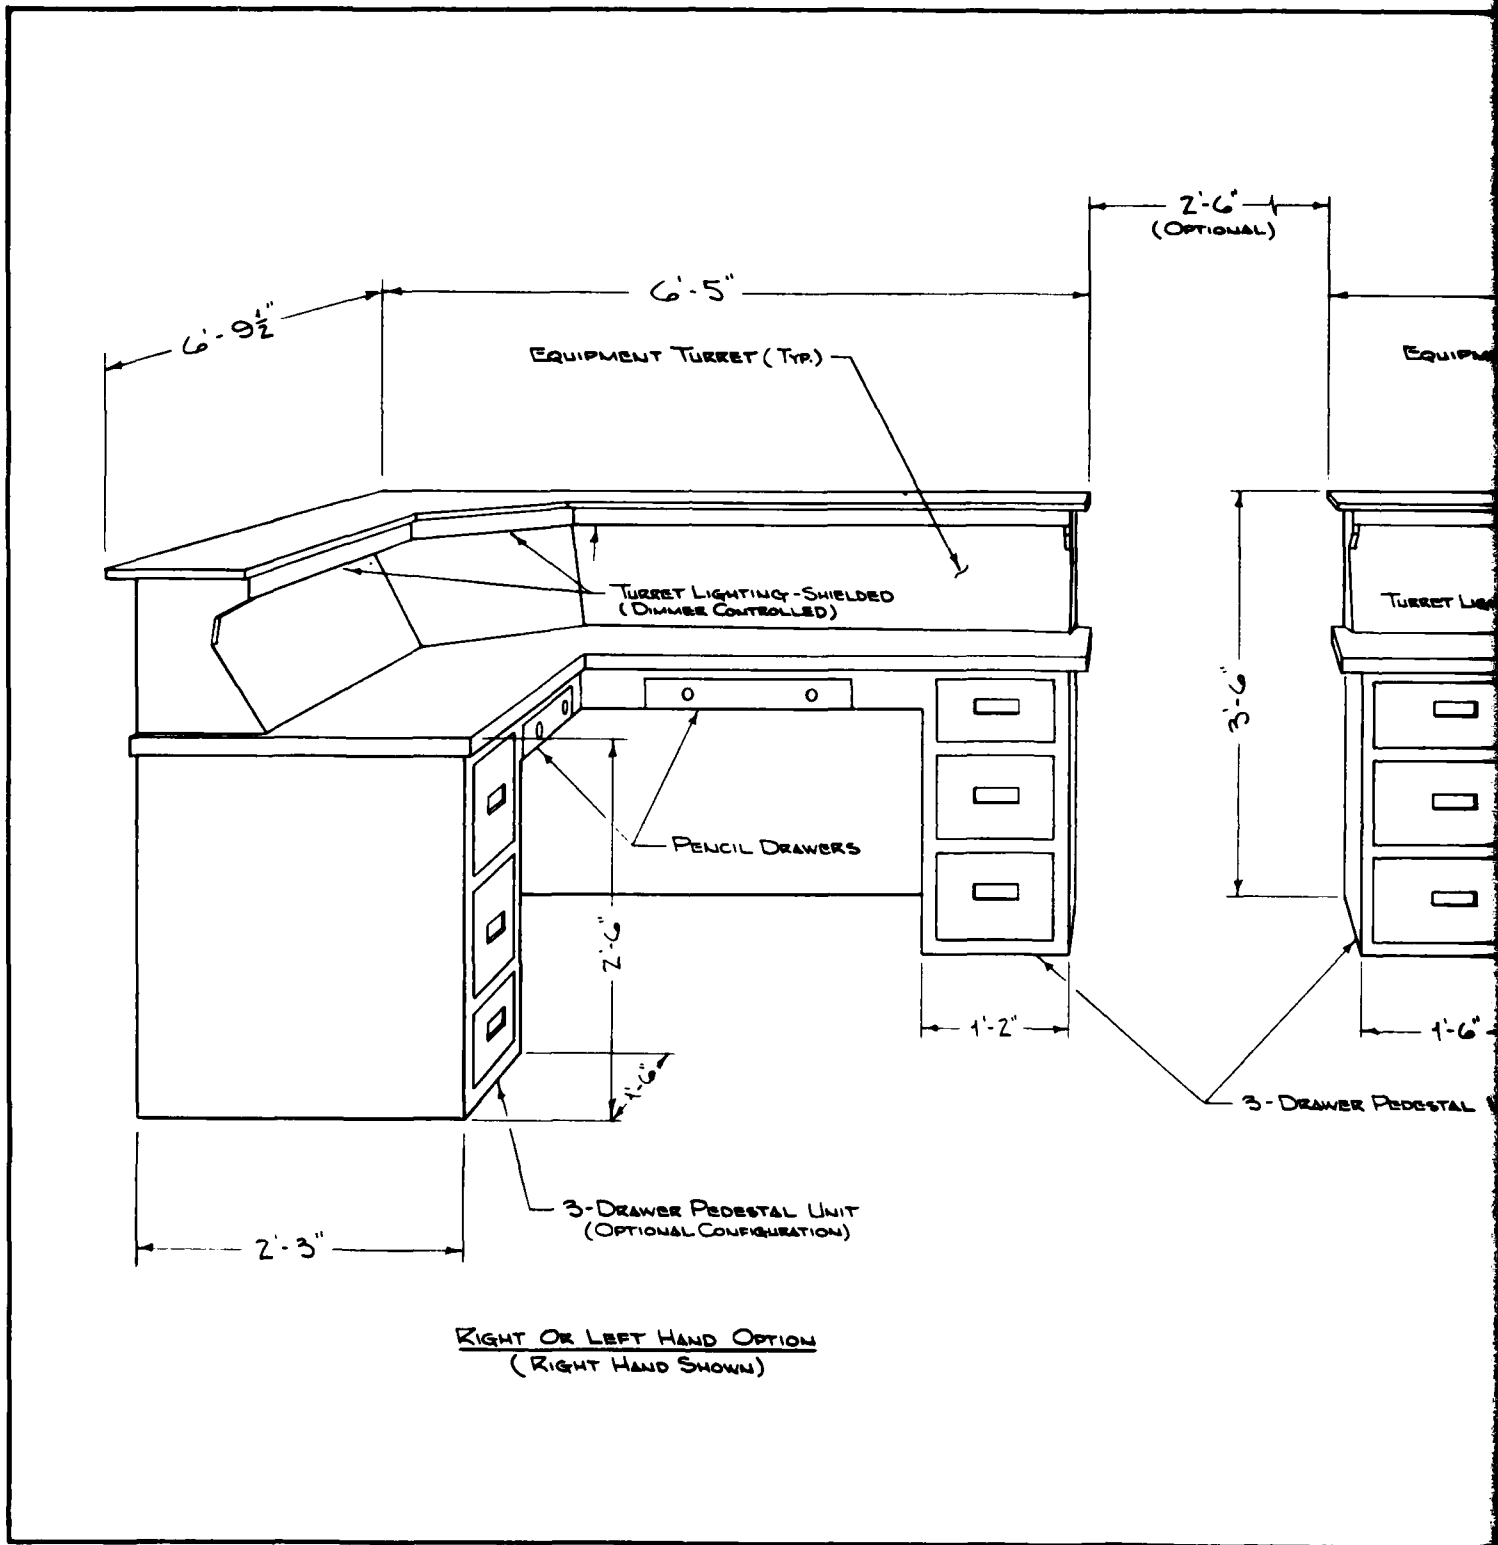 2'-6"
(OPTIONAL)
6'-5"
6'-9½"
EQUIPMENT TURRET (TYP.)
TURRET LIGHTING-SHIELDED
(DIMMER CONTROLLED)
3'-6"
PENCIL DRAWERS
2'-6"
1'-2"
1'-6"
1'-6"
3-DRAWER PEDESTAL
3-DRAWER PEDESTAL UNIT
(OPTIONAL CONFIGURATION)
2'-3"
RIGHT OR LEFT HAND OPTION
(RIGHT HAND SHOWN)
TURRET